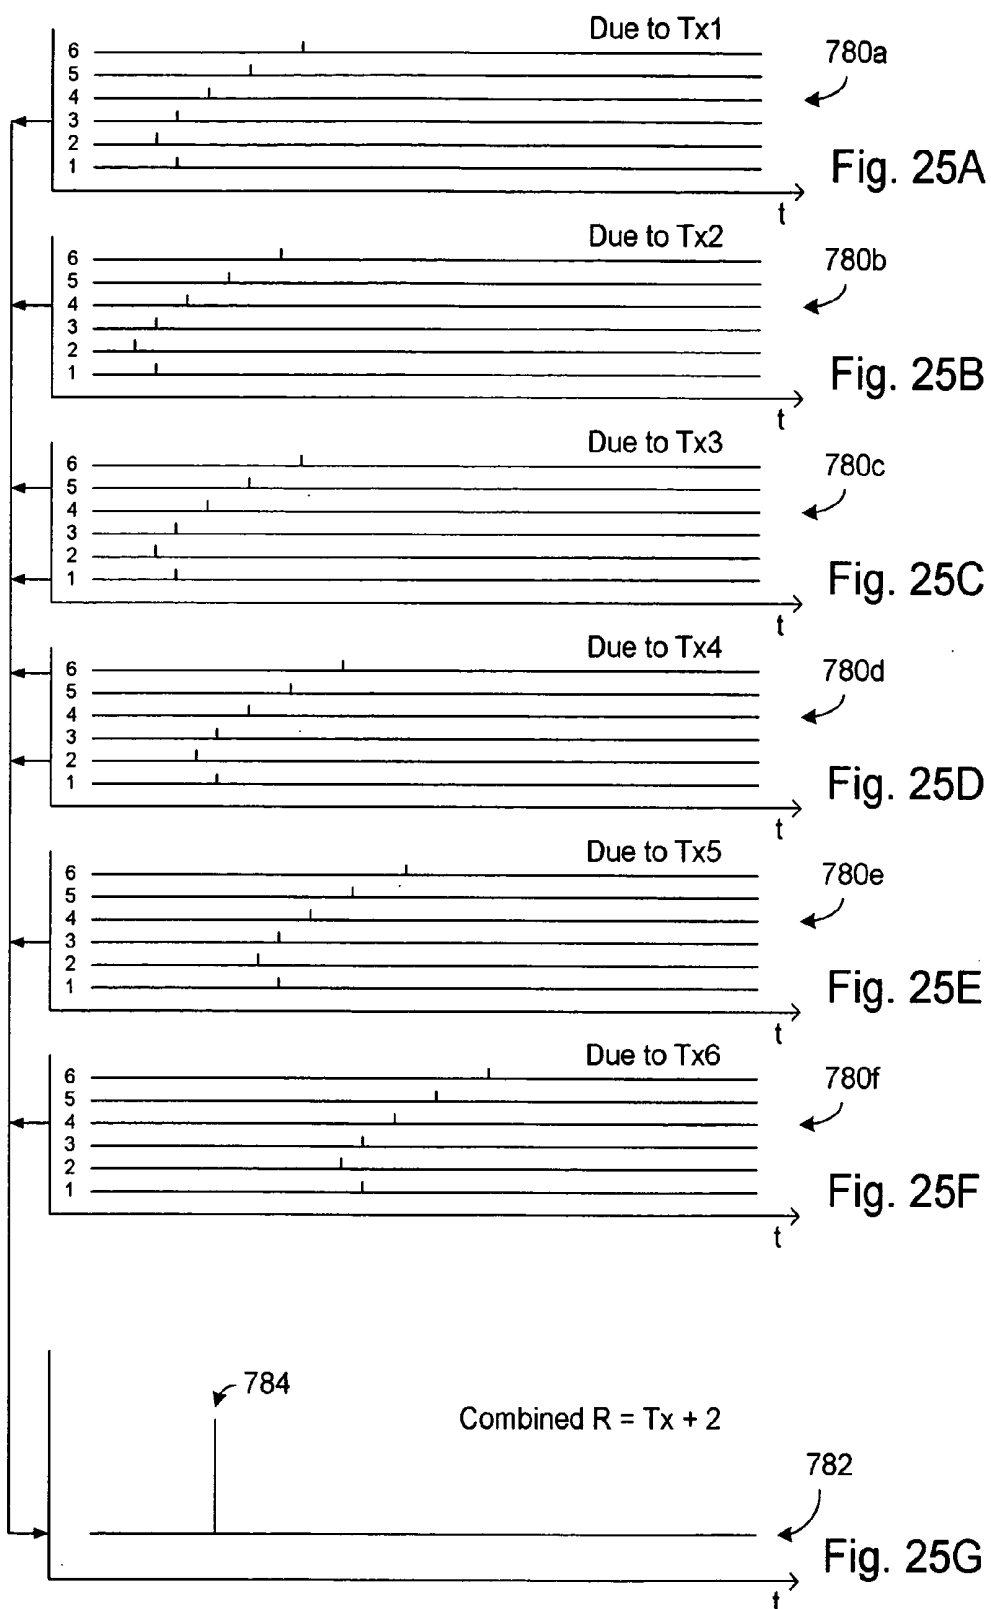 Due to Tx1
6
5
4
3
2
1
t
780a
Fig. 25A
Due to Tx2
6
5
4
3
2
1
t
780b
Fig. 25B
Due to Tx3
6
5
4
3
2
1
t
780c
Fig. 25C
Due to Tx4
6
5
4
3
2
1
t
780d
Fig. 25D
Due to Tx5
6
5
4
3
2
1
t
780e
Fig. 25E
Due to Tx6
6
5
4
3
2
1
t
780f
Fig. 25F
784
Combined R = Tx + 2
782
Fig. 25G
t